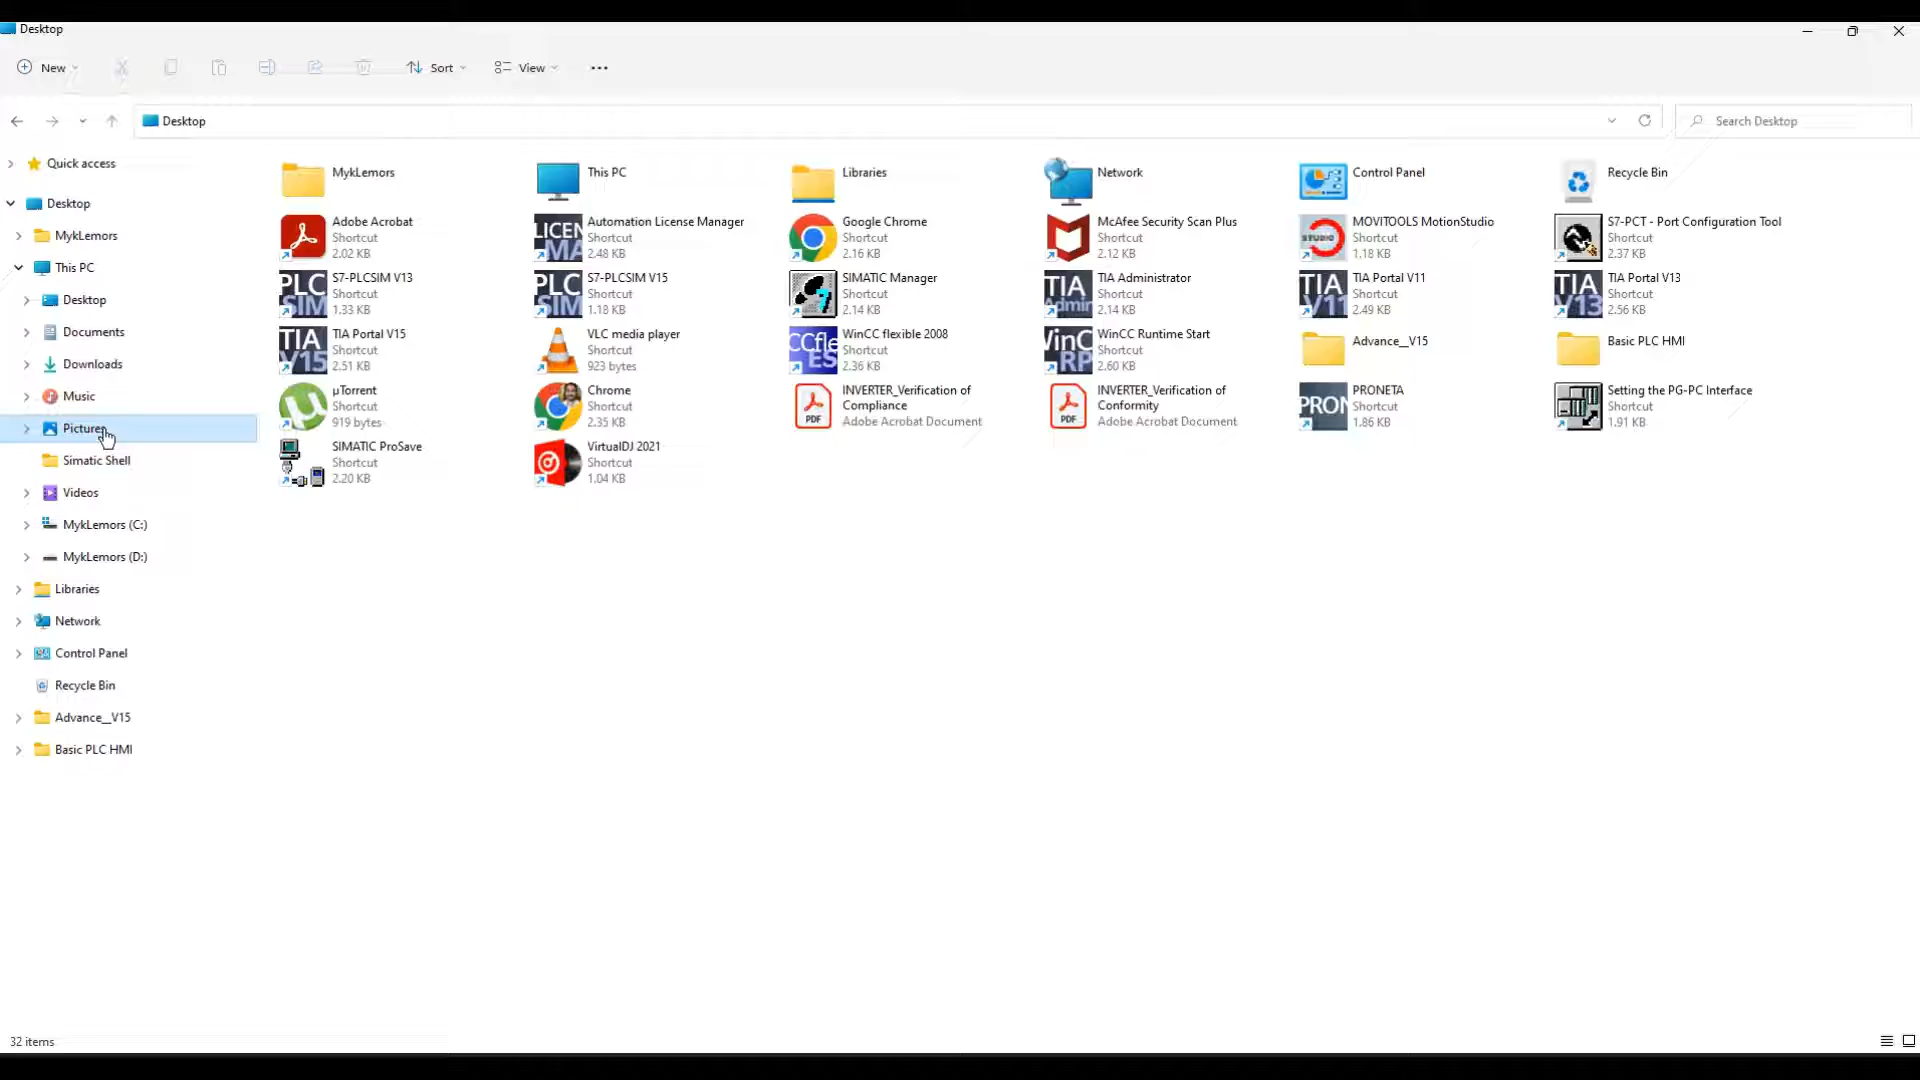 Desktop
New
Sort
View
Desktop
Search Desktop
Quick access
Desktop
MykLemors
This PC
Desktop
Documents
Downloads
Music
Pictures
Simatic Shell
Videos
MykLemors (C:)
MykLemors (D:)
Libraries
Network
Control Panel
Recycle Bin
Advance__V15
Basic PLC HMI
MykLemors
This PC
Libraries
Network
Control Panel
Recycle Bin
Adobe Acrobat
Shortcut
2.02 KB
Automation License Manager
Shortcut
2.48 KB
Google Chrome
Shortcut
2.16 KB
McAfee Security Scan Plus
Shortcut
2.12 KB
MOVITOOLS MotionStudio
Shortcut
1.18 KB
S7-PCT - Port Configuration Tool
Shortcut
2.37 KB
S7-PLCSIM V13
Shortcut
1.33 KB
S7-PLCSIM V15
Shortcut
1.18 KB
SIMATIC Manager
Shortcut
2.14 KB
TIA Administrator
Shortcut
2.14 KB
TIA Portal V11
Shortcut
2.49 KB
TIA Portal V13
Shortcut
2.56 KB
TIA Portal V15
Shortcut
2.51 KB
VLC media player
Shortcut
923 bytes
WinCC flexible 2008
Shortcut
2.36 KB
WinCC Runtime Start
Shortcut
2.60 KB
Advance__V15
Basic PLC HMI
µTorrent
Shortcut
919 bytes
Chrome
Shortcut
2.35 KB
INVERTER_Verification of
Compliance
Adobe Acrobat Document
INVERTER_Verification of
Conformity
Adobe Acrobat Document
PRONETA
Shortcut
1.86 KB
Setting the PG-PC Interface
Shortcut
1.91 KB
SIMATIC ProSave
Shortcut
2.20 KB
VirtualDJ 2021
Shortcut
1.04 KB
32 items